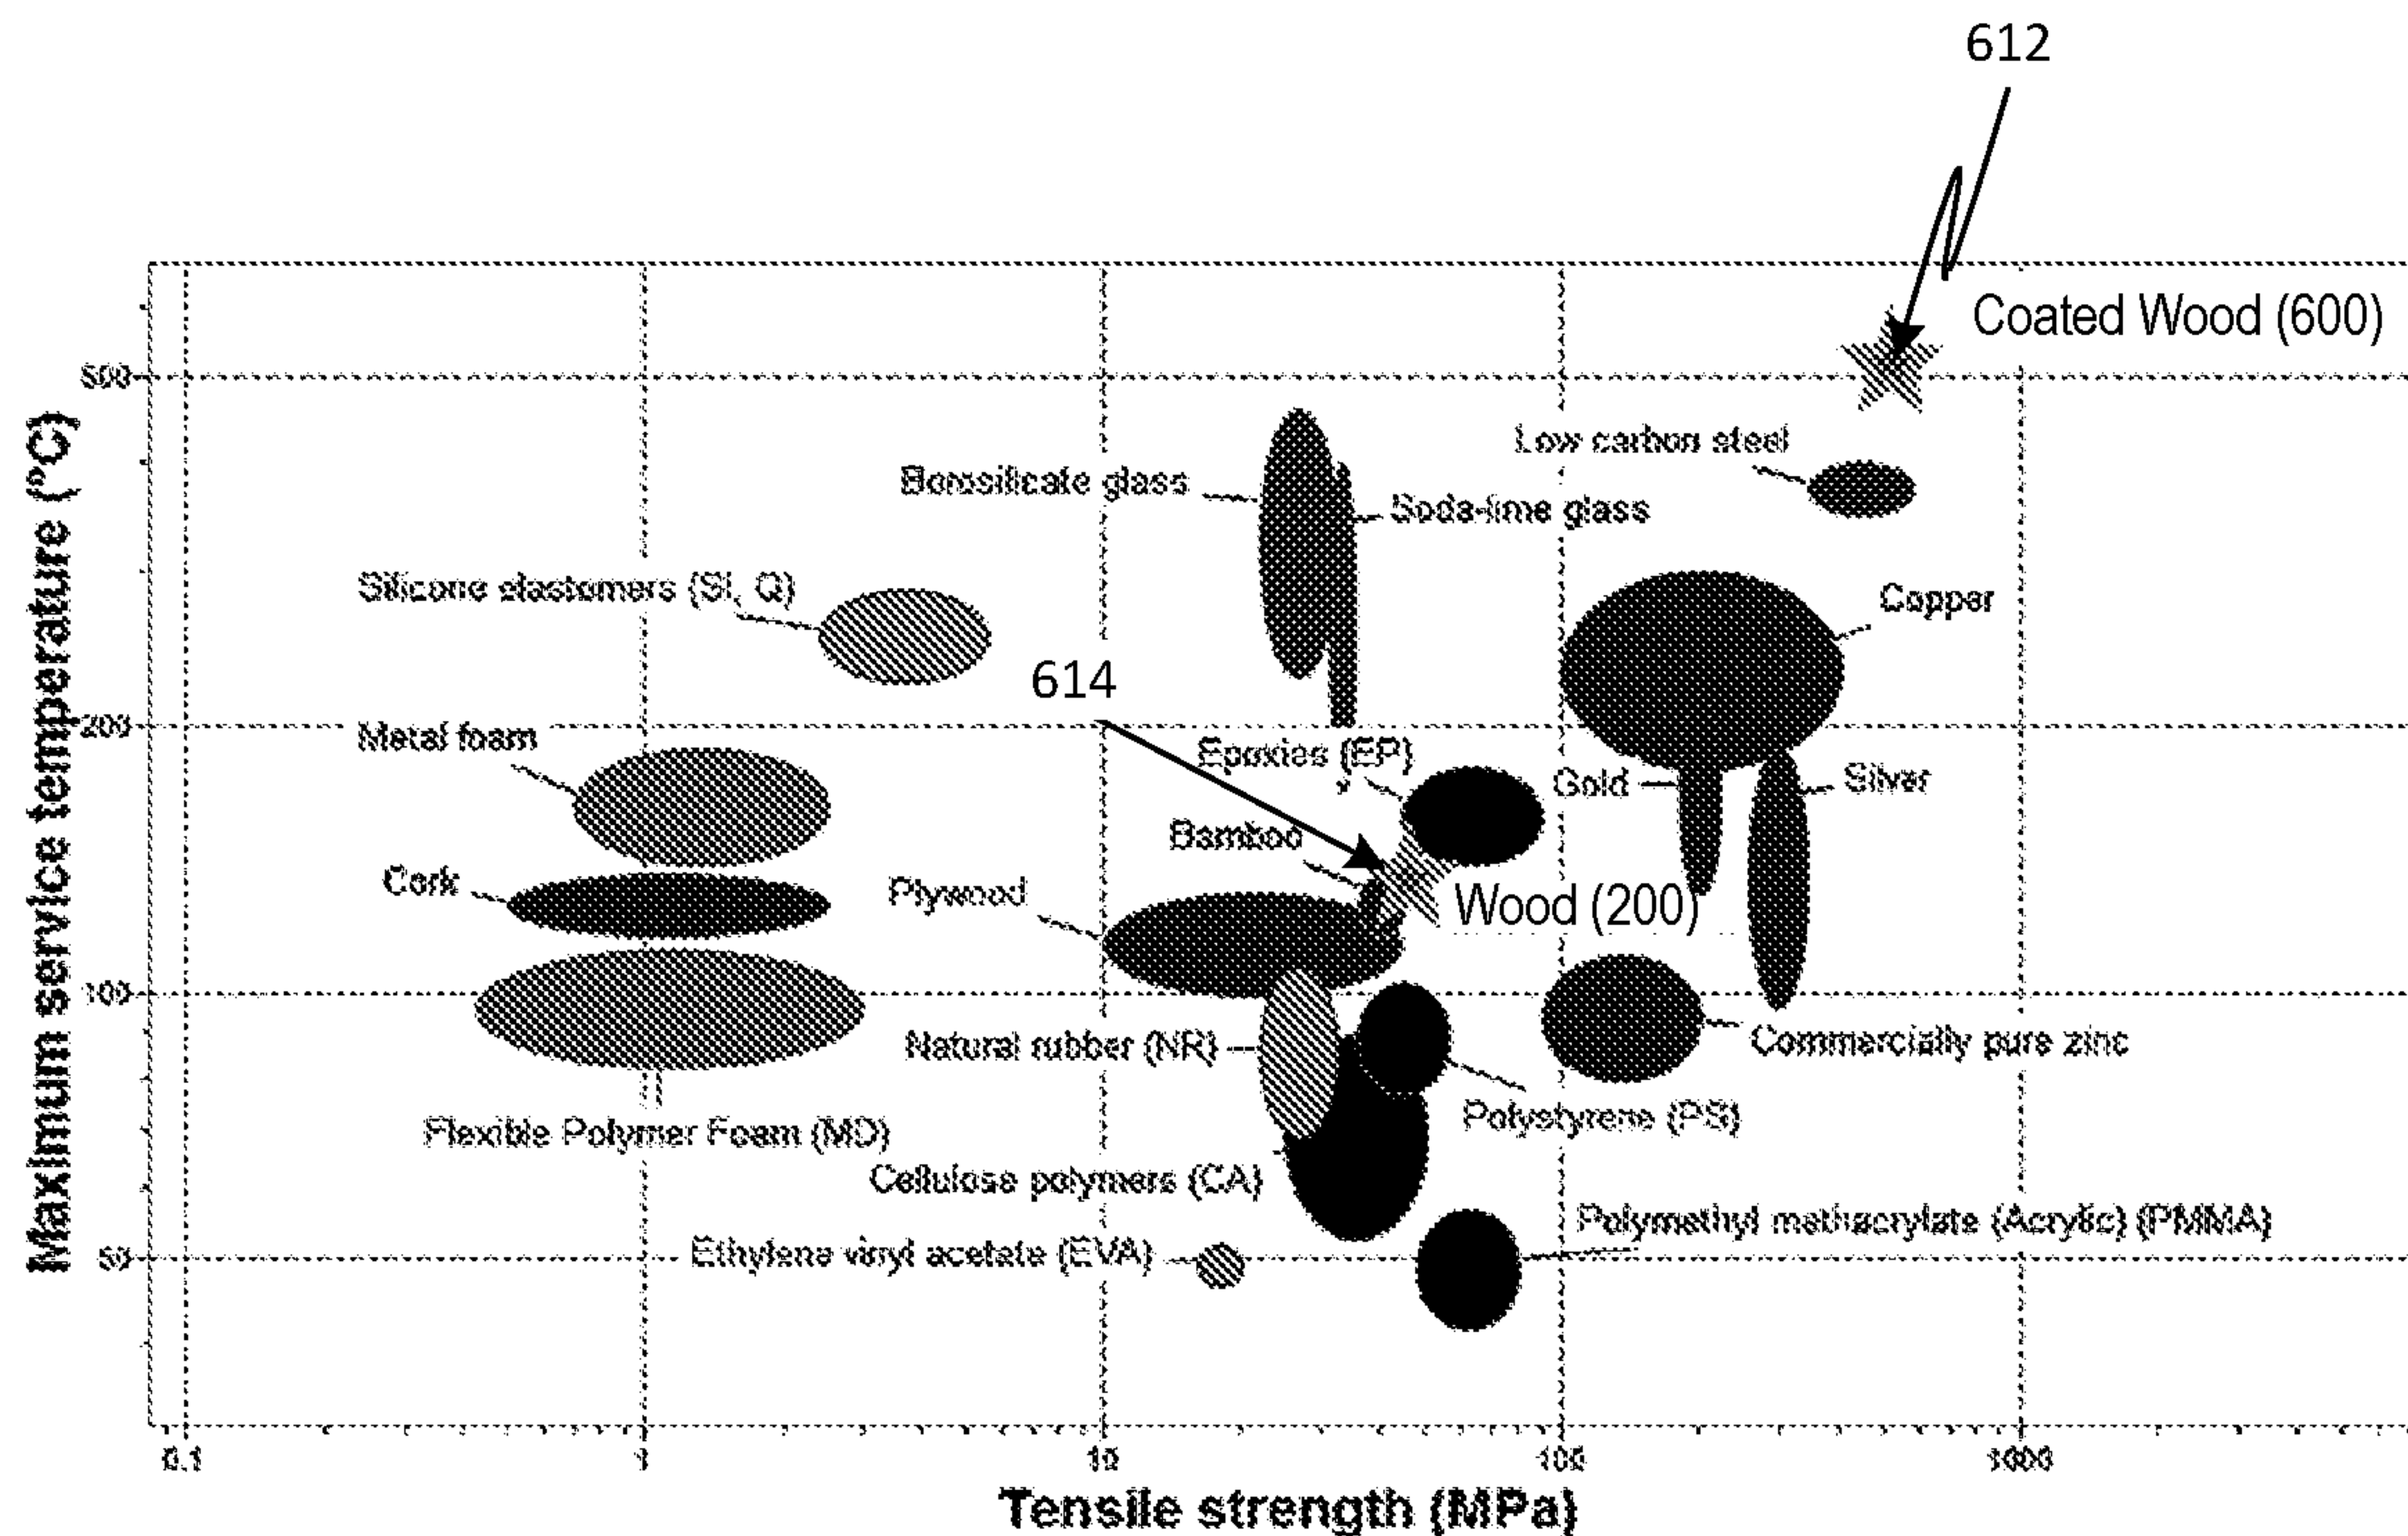 612
Coated Wood (600)
500
Low carbon steel
Borosilicate glass
Soda-lime glass
Silicone elastomers (SI, Q)
Copper
614
200
Metal foam
Epoxies (EP)
Gold
Silver
Bamboo
Cork
Plywood
Wood (200)
100
Natural rubber (NR)
Commercially pure zinc
Flexible Polymer Foam (MD)
Polystyrene (PS)
Cellulose polymers (CA)
Polymethyl methacrylate (Acrylic) (PMMA)
Ethylene vinyl acetate (EVA)
50
Maximum service temperature (°C)
0.1
1
10
100
1000
Tensile strength (MPa)